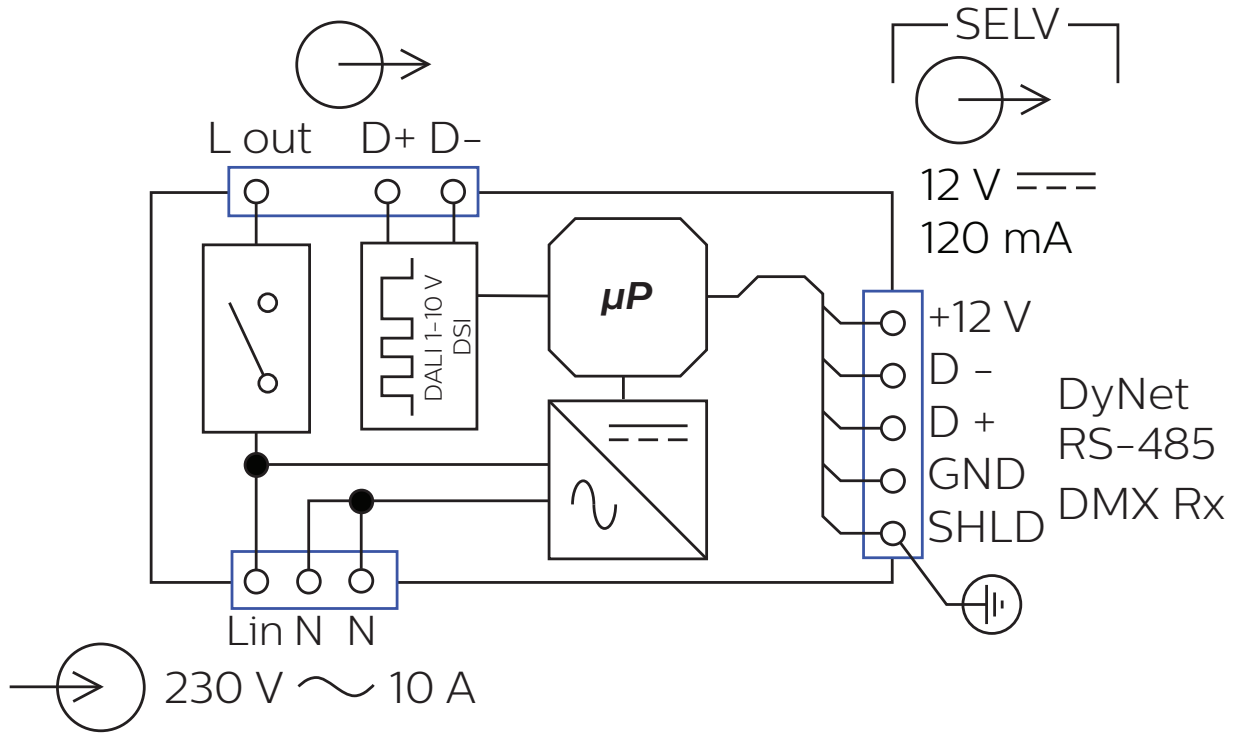 SELV
L out D+ D-
12 V
120 mA
DALI 1-10 V
DSI
µP
+12 V
D -
D +
GND
SHLD
DyNet
RS-485
DMX Rx
Lin N N
230 V 10 A